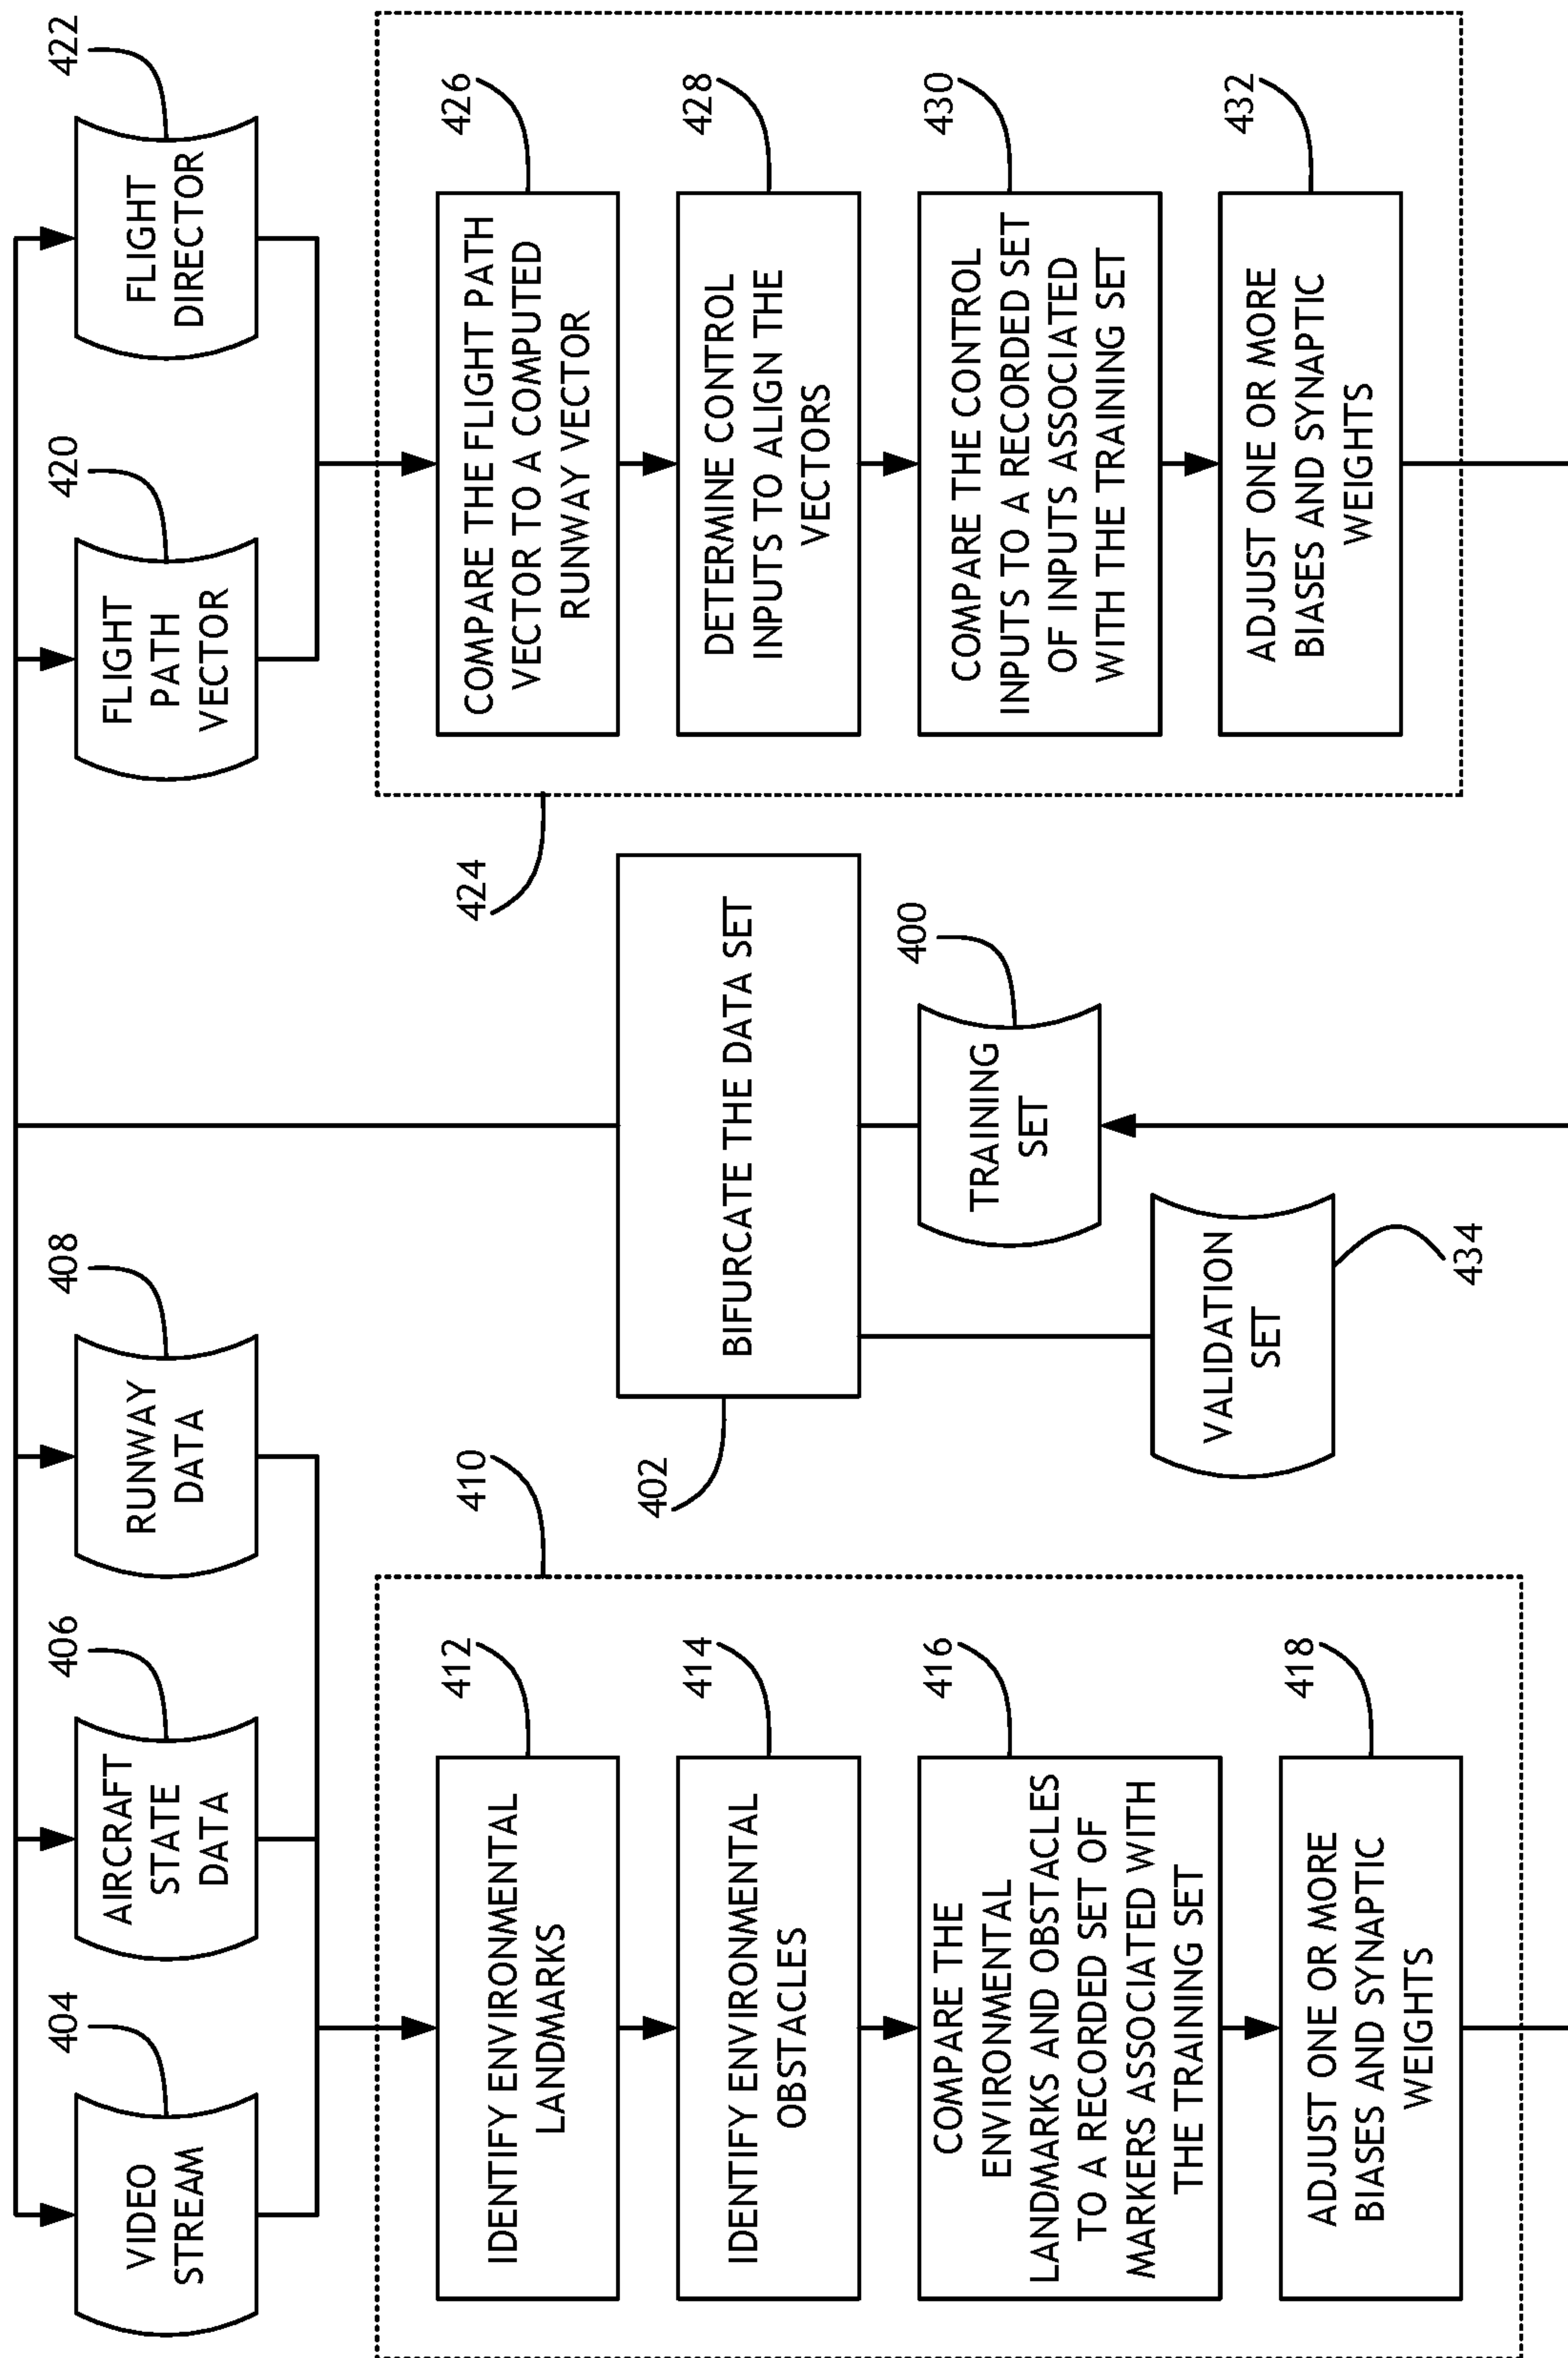 404
VIDEO
STREAM
406
AIRCRAFT
STATE
DATA
408
RUNWAY
DATA
420
FLIGHT
PATH
VECTOR
422
FLIGHT
DIRECTOR
410
412
IDENTIFY ENVIRONMENTAL
LANDMARKS
414
IDENTIFY ENVIRONMENTAL
OBSTACLES
416
COMPARE THE
ENVIRONMENTAL
LANDMARKS AND OBSTACLES
TO A RECORDED SET OF
MARKERS ASSOCIATED WITH
THE TRAINING SET
418
ADJUST ONE OR MORE
BIASES AND SYNAPTIC
WEIGHTS
402
BIFURCATE THE DATA SET
400
TRAINING
SET
VALIDATION
SET
434
424
426
COMPARE THE FLIGHT PATH
VECTOR TO A COMPUTED
RUNWAY VECTOR
428
DETERMINE CONTROL
INPUTS TO ALIGN THE
VECTORS
430
COMPARE THE CONTROL
INPUTS TO A RECORDED SET
OF INPUTS ASSOCIATED
WITH THE TRAINING SET
432
ADJUST ONE OR MORE
BIASES AND SYNAPTIC
WEIGHTS